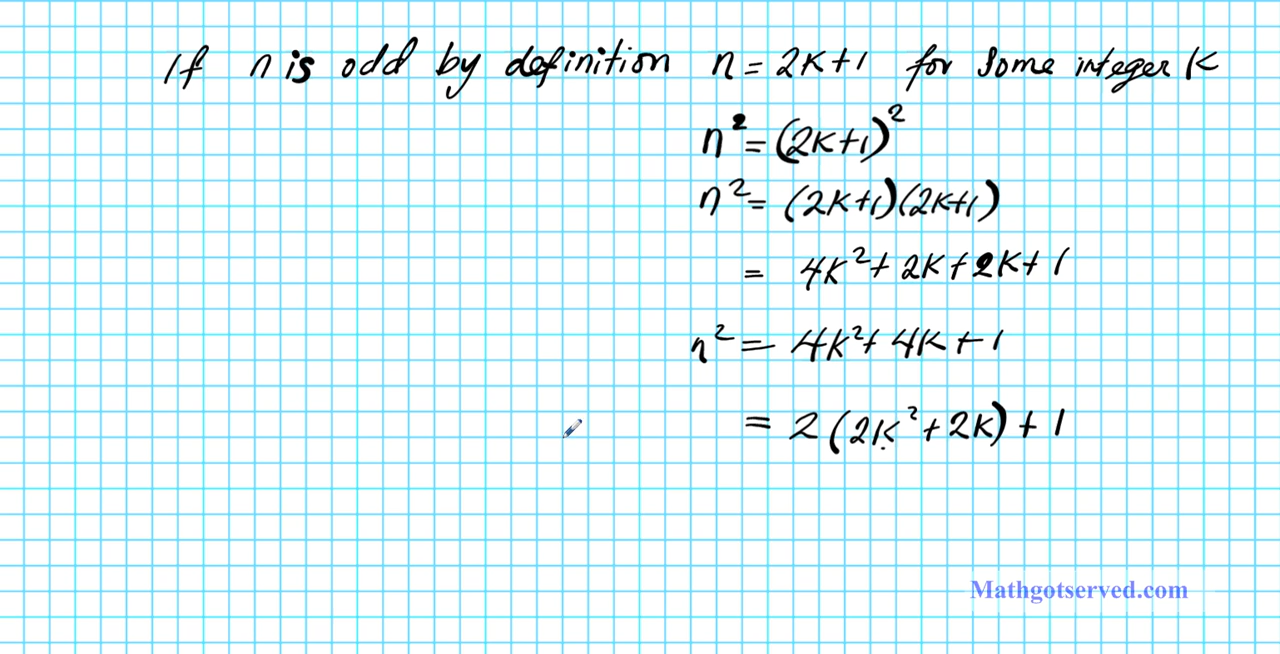 If n is odd by definition n = 2k+1 for some integer k
n² = (2k+1)²
n² = (2k+1)(2k+1)
= 4k² + 2k + 2k + 1
n² = 4k² + 4k + 1
= 2(2k² + 2k) + 1
Mathgotserved.com